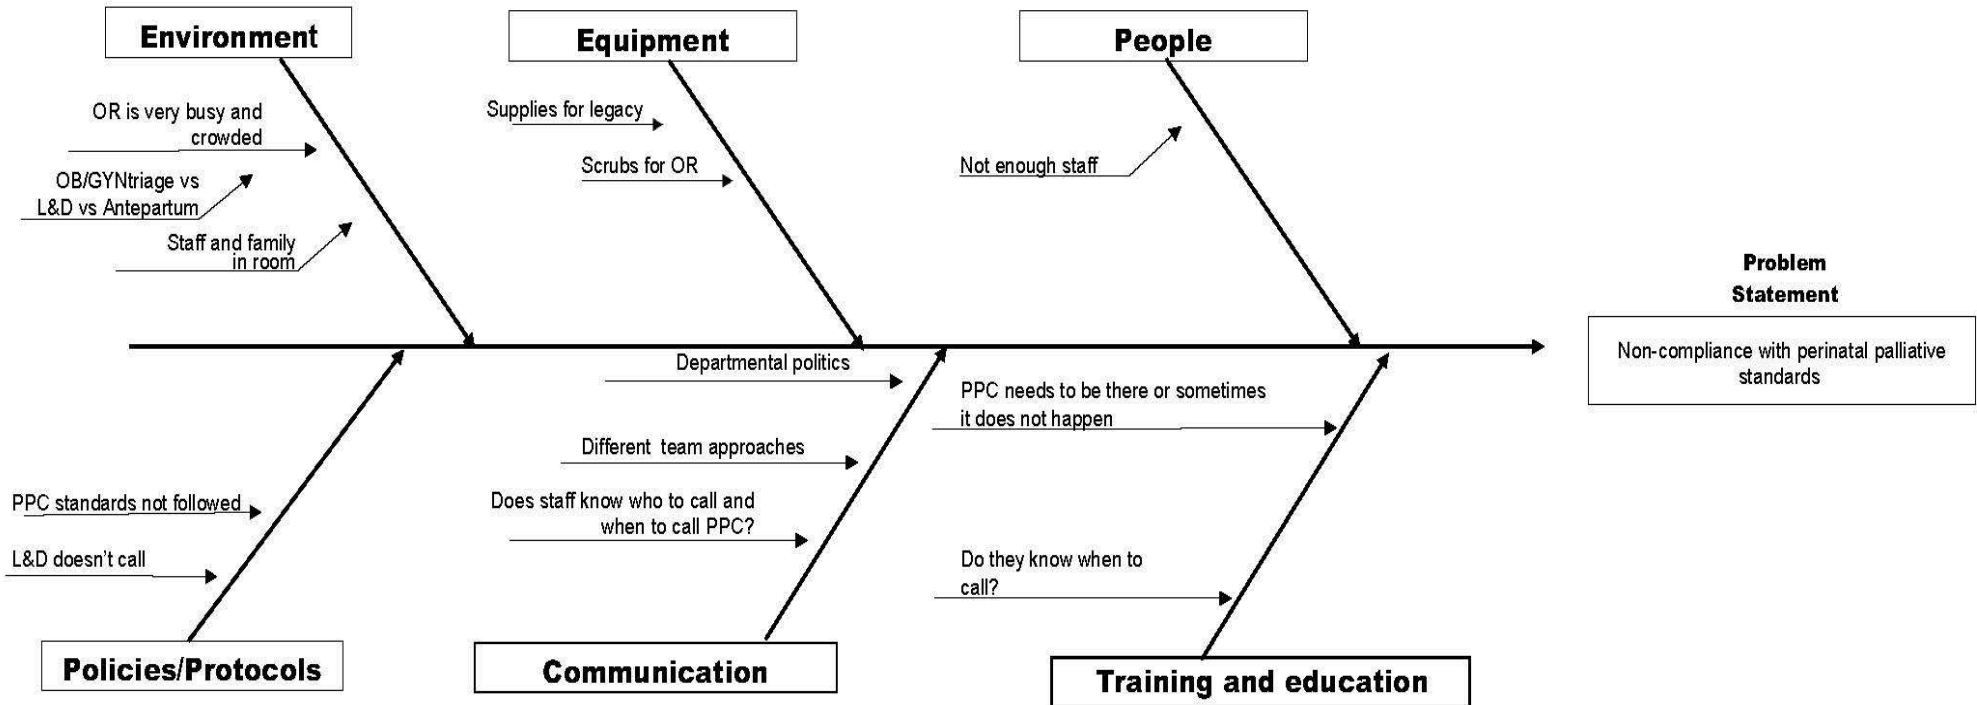 Environment
Equipment
People
OR is very busy and
crowded
OB/GYNtriage vs
L&D vs Antepartum
Staff and family
in room
Supplies for legacy
Scrubs for OR
Not enough staff
Problem
Statement
Non-compliance with perinatal palliative
standards
PPC standards not followed
L&D doesn't call
Departmental politics
Different team approaches
Does staff know who to call and
when to call PPC?
PPC needs to be there or sometimes
it does not happen
Do they know when to
call?
Policies/Protocols
Communication
Training and education